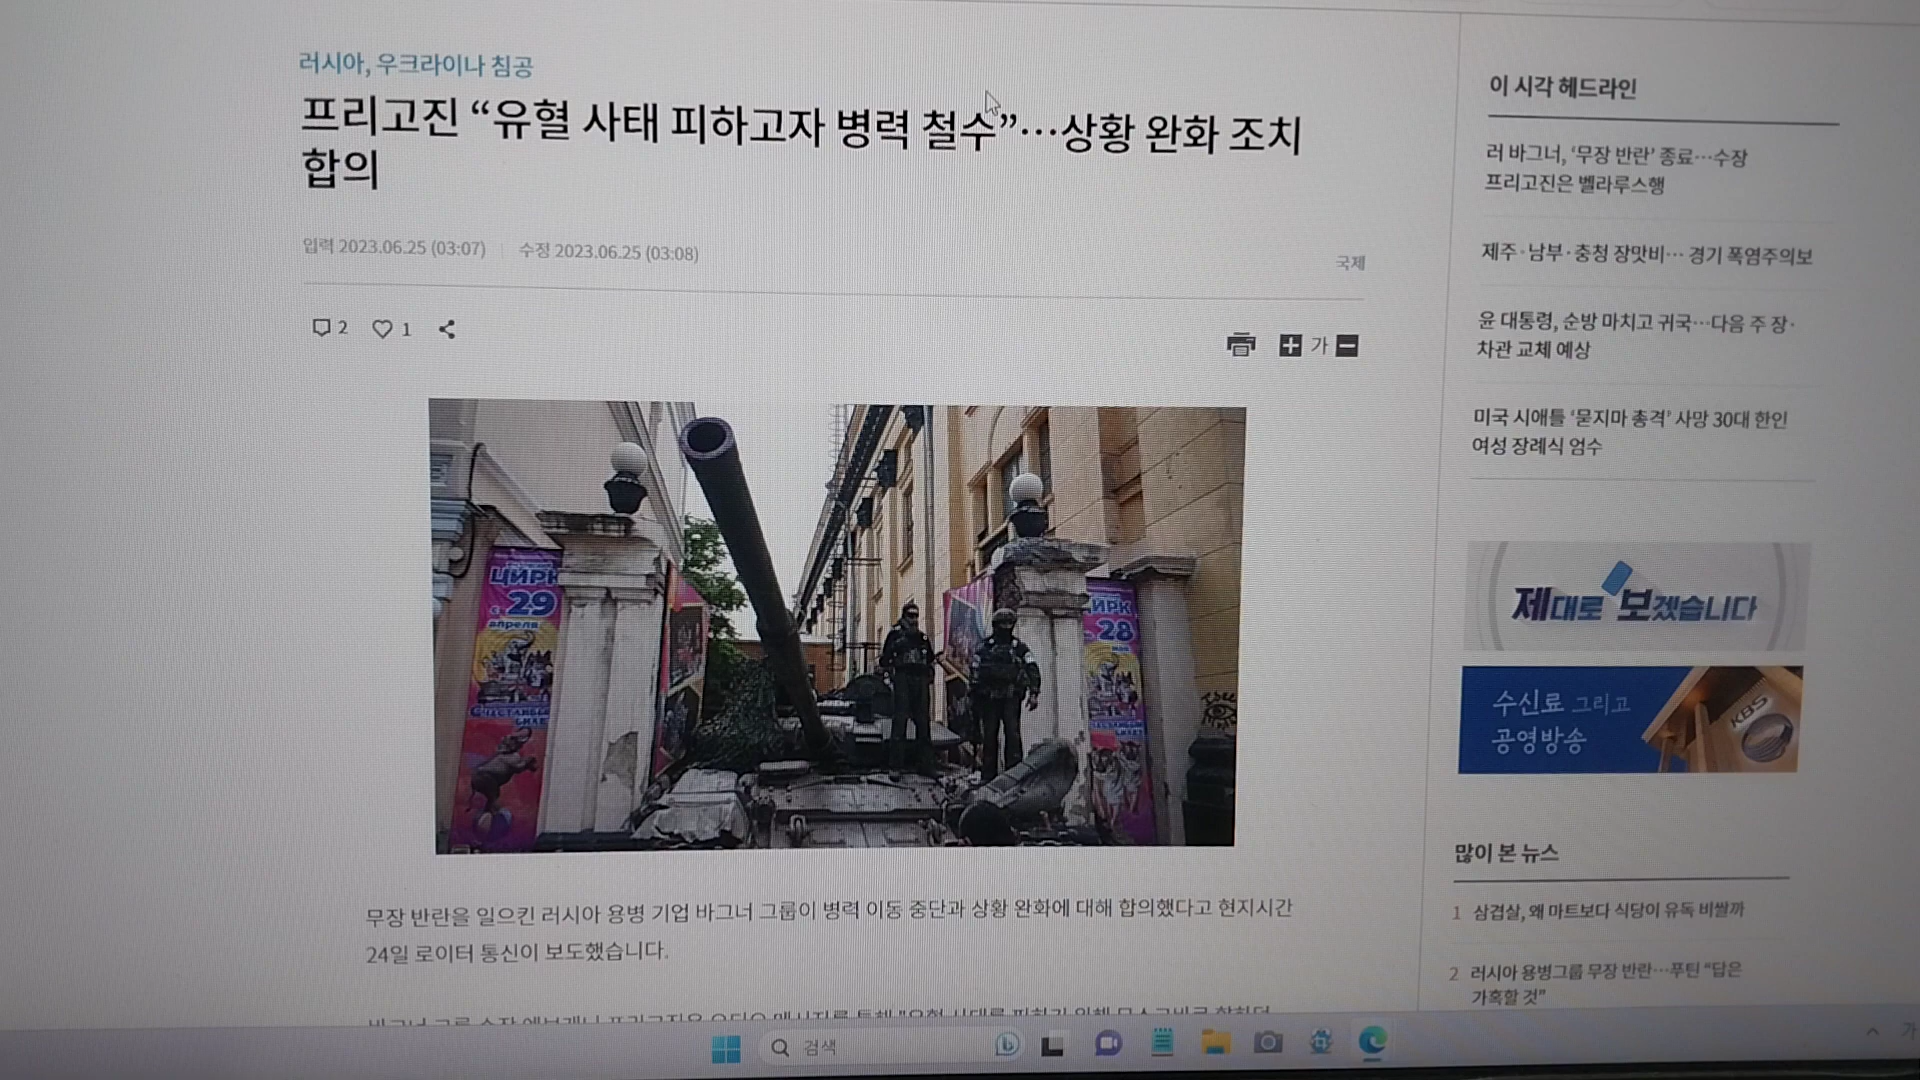 러시아, 우크라이나 침공
프리고진 “유혈 사태 피하고자 병력 철수”…상황 완화 조치
합의
입력 2023.06.25 (03:07) | 수정 2023.06.25 (03:08)
국제
2 1
가
ЦИРК
с 29
апреля
ЦИРК
28
무장 반란을 일으킨 러시아 용병 기업 바그너 그룹이 병력 이동 중단과 상황 완화에 대해 합의했다고 현지시간
24일 로이터 통신이 보도했습니다.
이 시각 헤드라인
러 바그너, ‘무장 반란’ 종료…수장
프리고진은 벨라루스행
제주·남부·충청 장맛비… 경기 폭염주의보
윤 대통령, 순방 마치고 귀국…다음 주 장·
차관 교체 예상
미국 시애틀 ‘묻지마 총격’ 사망 30대 한인
여성 장례식 엄수
제대로 보겠습니다
수신료 그리고
공영방송
KBS
많이 본 뉴스
1 삼겹살, 왜 마트보다 식당이 유독 비쌀까
2 러시아 용병그룹 무장 반란…푸틴 “답은
가혹할 것”
검색
가